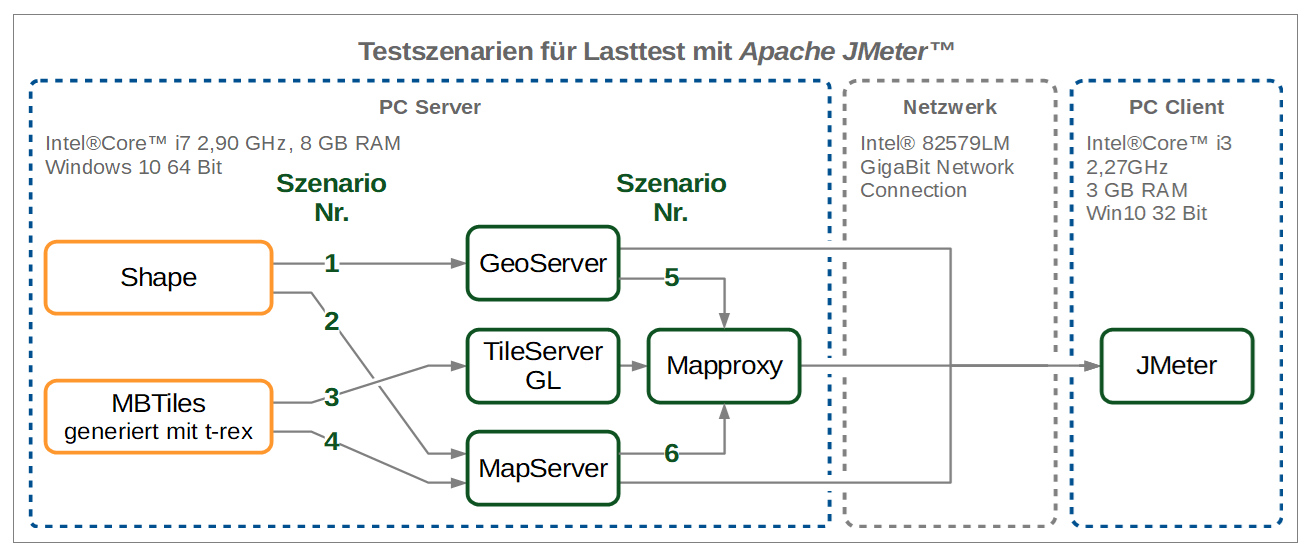 Testszenarien für Lasttest mit Apache JMeter™
PC Server
Intel®Core™ i7 2,90 GHz, 8 GB RAM
Windows 10 64 Bit
Netzwerk
Intel® 82579LM
GigaBit Network
Connection
PC Client
Intel®Core™ i3
2,27GHz
3 GB RAM
Win10 32 Bit
Szenario
Nr.
Szenario
Nr.
Shape
1
2
GeoServer
5
MBTiles
generiert mit t-rex
3
4
TileServer
GL
Mapproxy
JMeter
MapServer
6